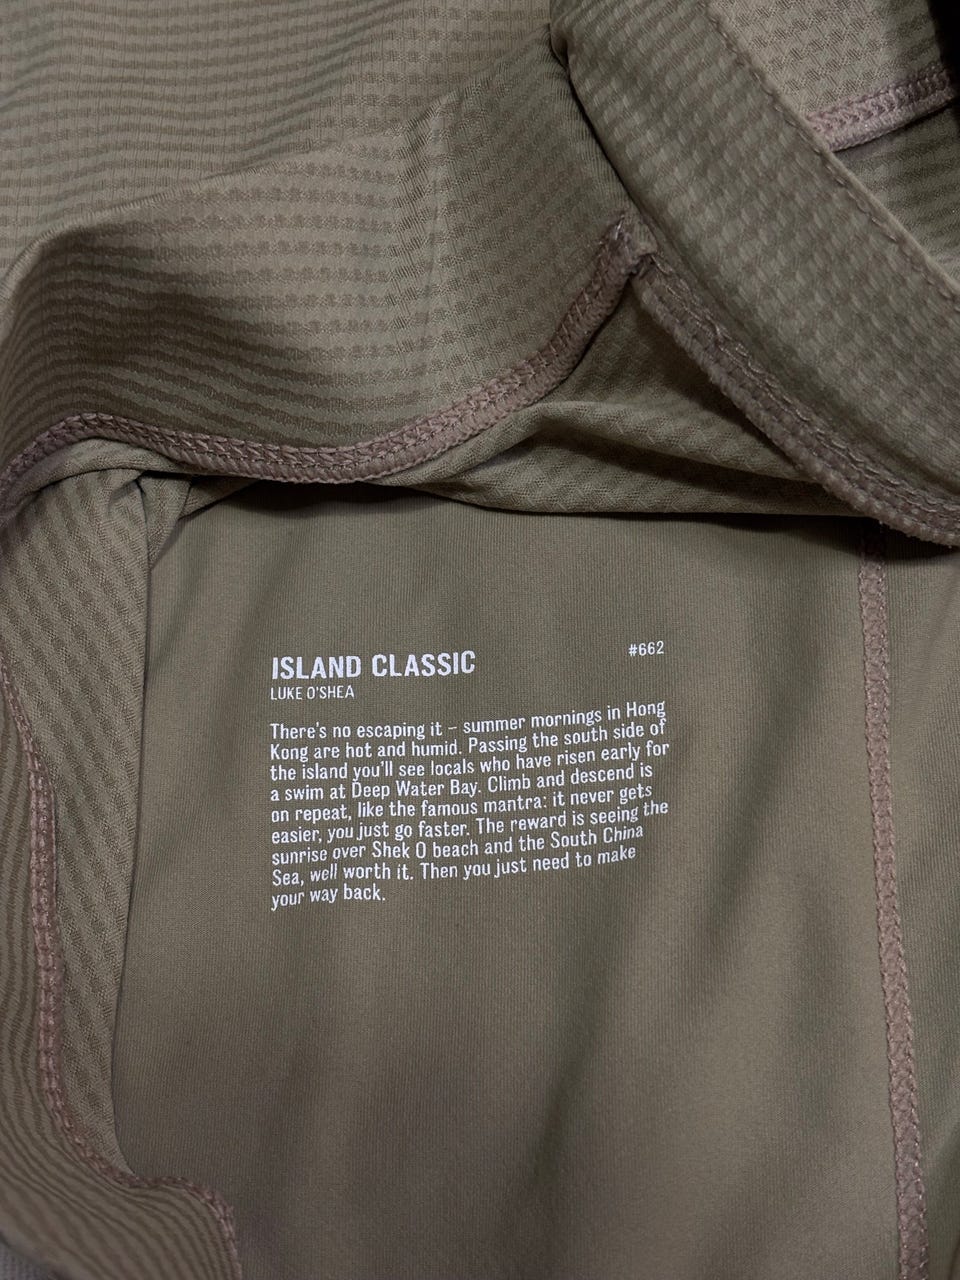 ISLAND CLASSIC
#662
LUKE O'SHEA
There's no escaping it – summer mornings in Hong
Kong are hot and humid. Passing the south side of
the island you'll see locals who have risen early for
a swim at Deep Water Bay. Climb and descend is
on repeat, like the famous mantra: it never gets
easier, you just go faster. The reward is seeing the
sunrise over Shek O beach and the South China
Sea, well worth it. Then you just need to make
your way back.